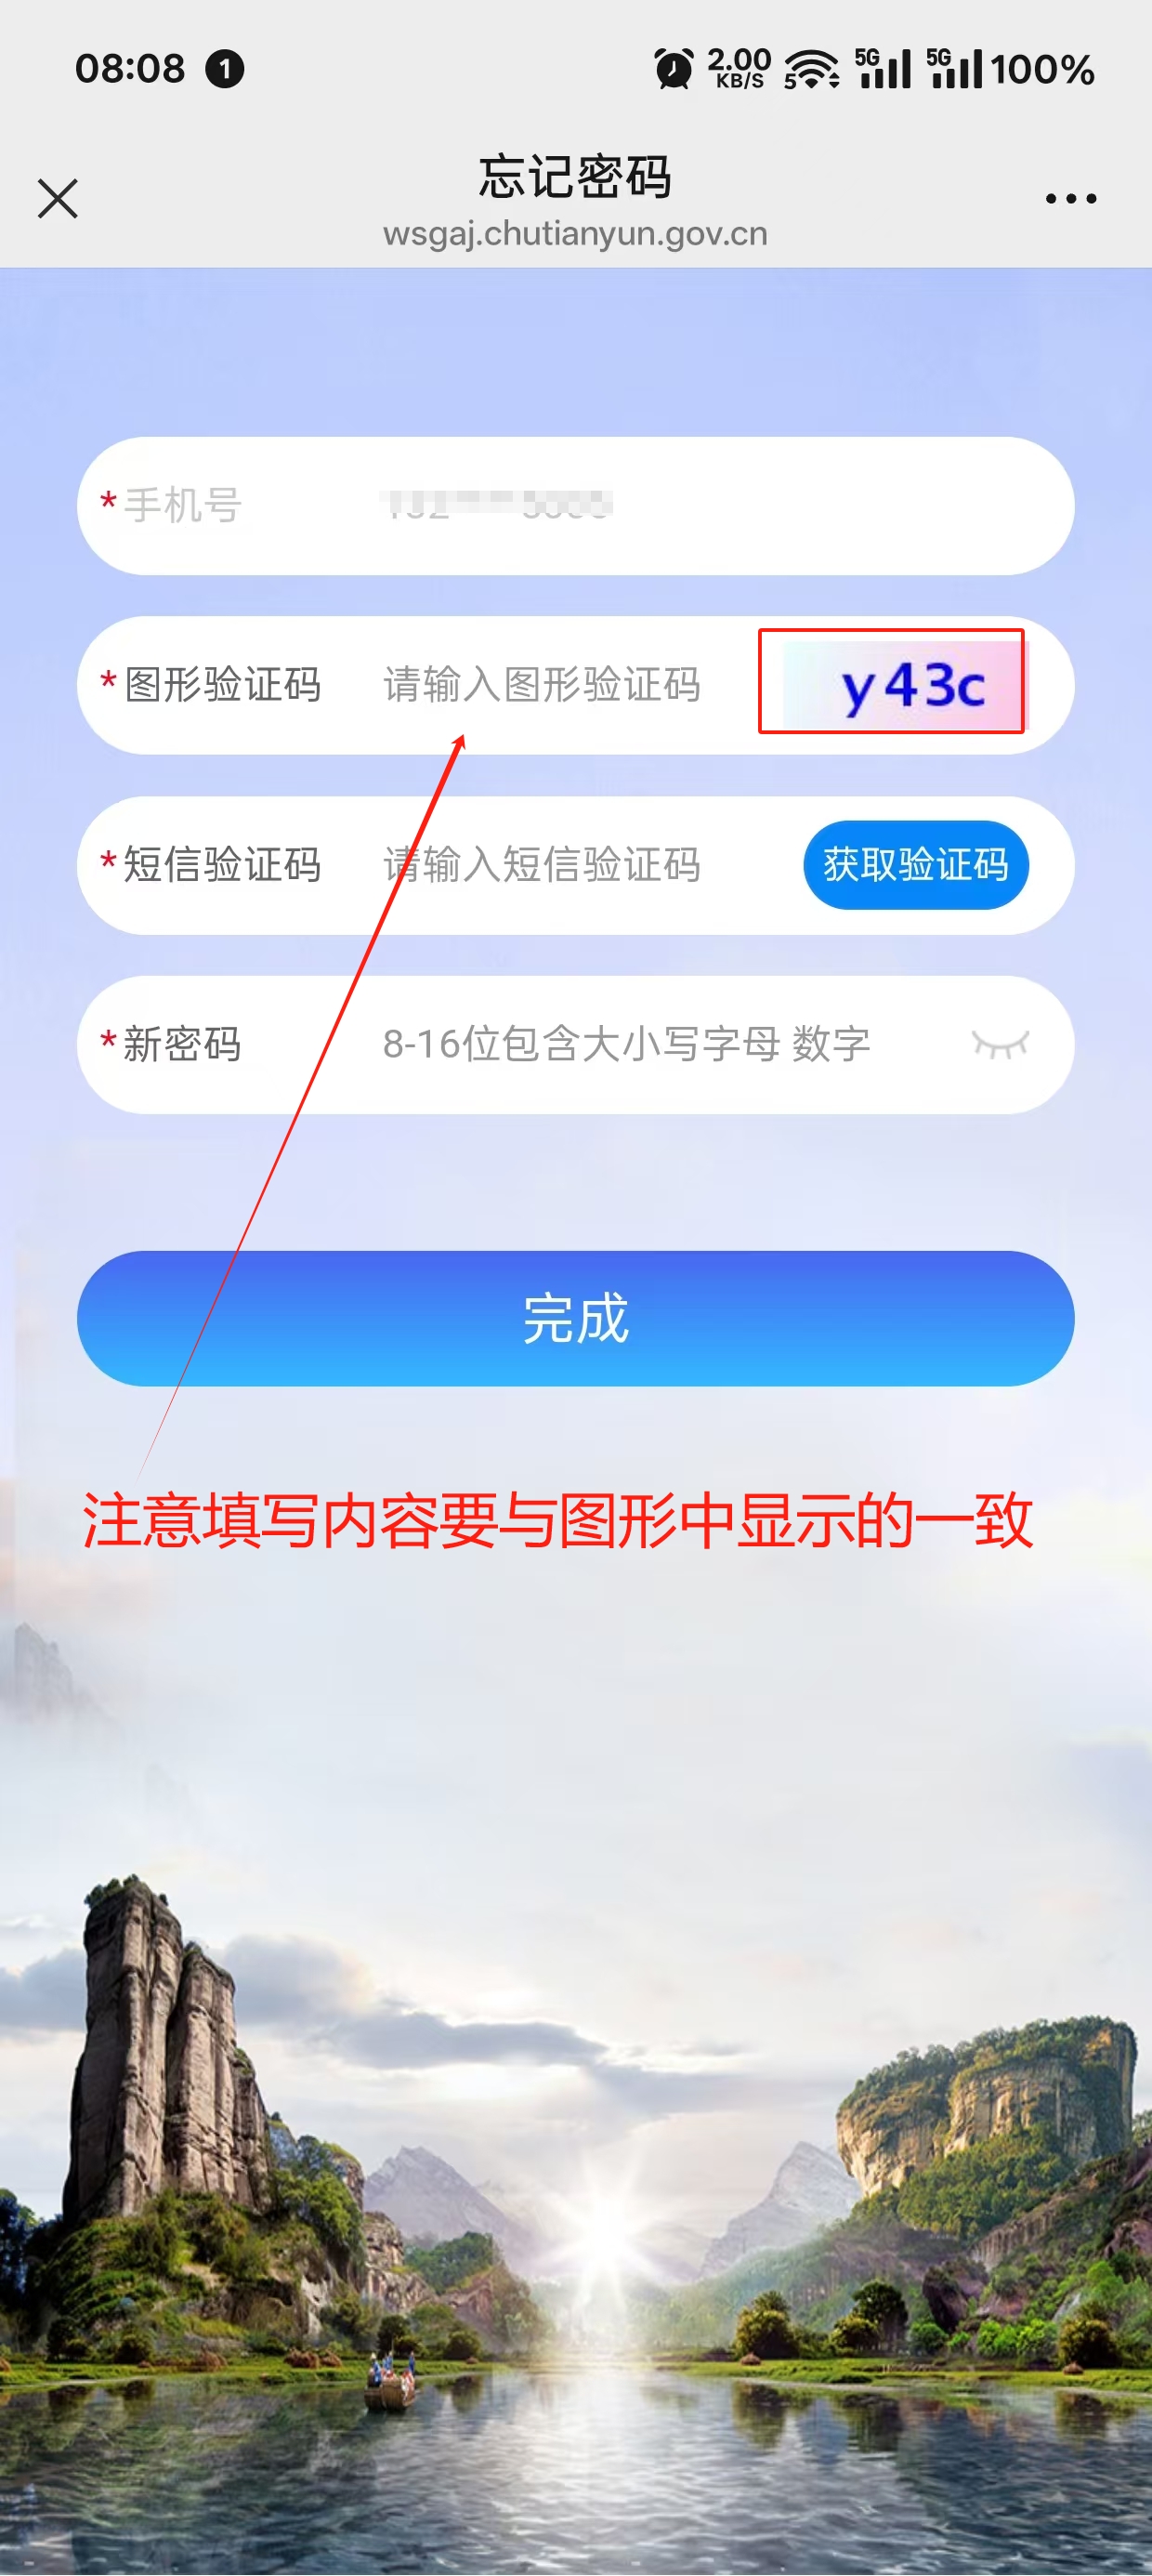 08:08 1 2.00 KB/S 5 5G 5G 100%
忘记密码
wsgaj.chutianyun.gov.cn
*手机号
*图形验证码 请输入图形验证码 y43c
*短信验证码 请输入短信验证码 获取验证码
*新密码 8-16位包含大小写字母 数字
完成
注意填写内容要与图形中显示的一致